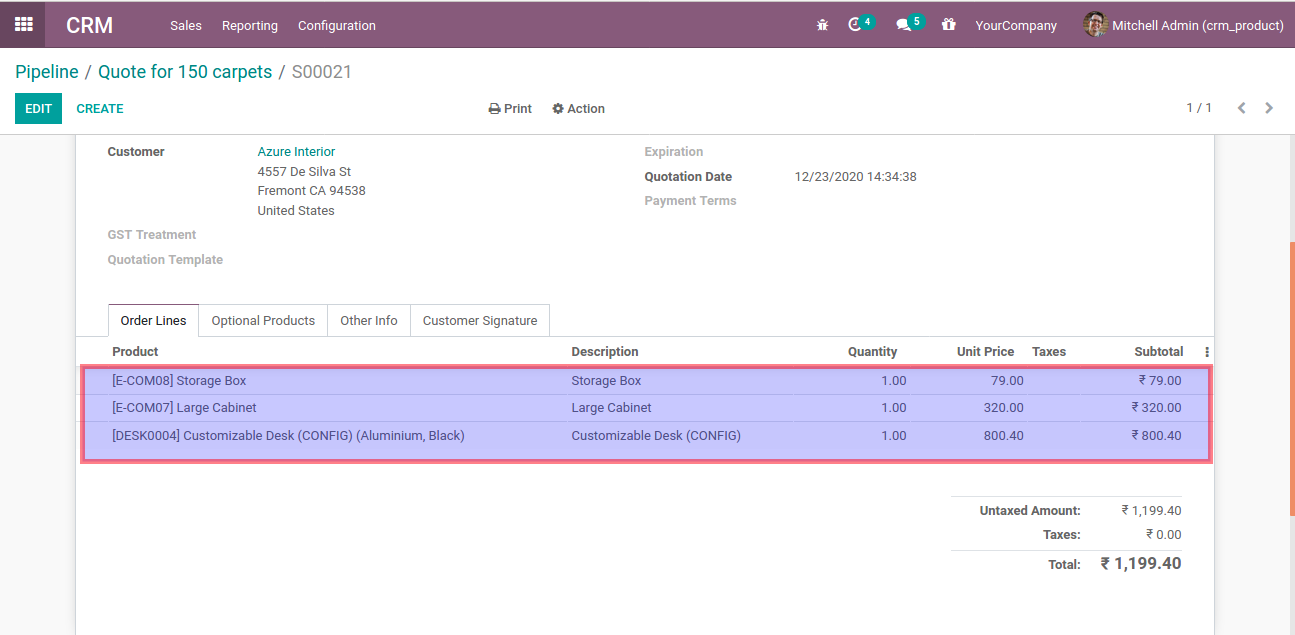 CRM Sales Reporting Configuration 4 5 YourCompany Mitchell Admin (crm_product)
Pipeline / Quote for 150 carpets / S00021
EDIT CREATE Print Action 1 / 1
Customer Azure Interior Expiration
4557 De Silva St Quotation Date 12/23/2020 14:34:38
Fremont CA 94538 Payment Terms
United States
GST Treatment
Quotation Template
Order Lines Optional Products Other Info Customer Signature
Product Description Quantity Unit Price Taxes Subtotal
[E-COM08] Storage Box Storage Box 1.00 79.00 ₹ 79.00
[E-COM07] Large Cabinet Large Cabinet 1.00 320.00 ₹ 320.00
[DESK0004] Customizable Desk (CONFIG) (Aluminium, Black) Customizable Desk (CONFIG) 1.00 800.40 ₹ 800.40
Untaxed Amount: ₹ 1,199.40
Taxes: ₹ 0.00
Total: ₹ 1,199.40